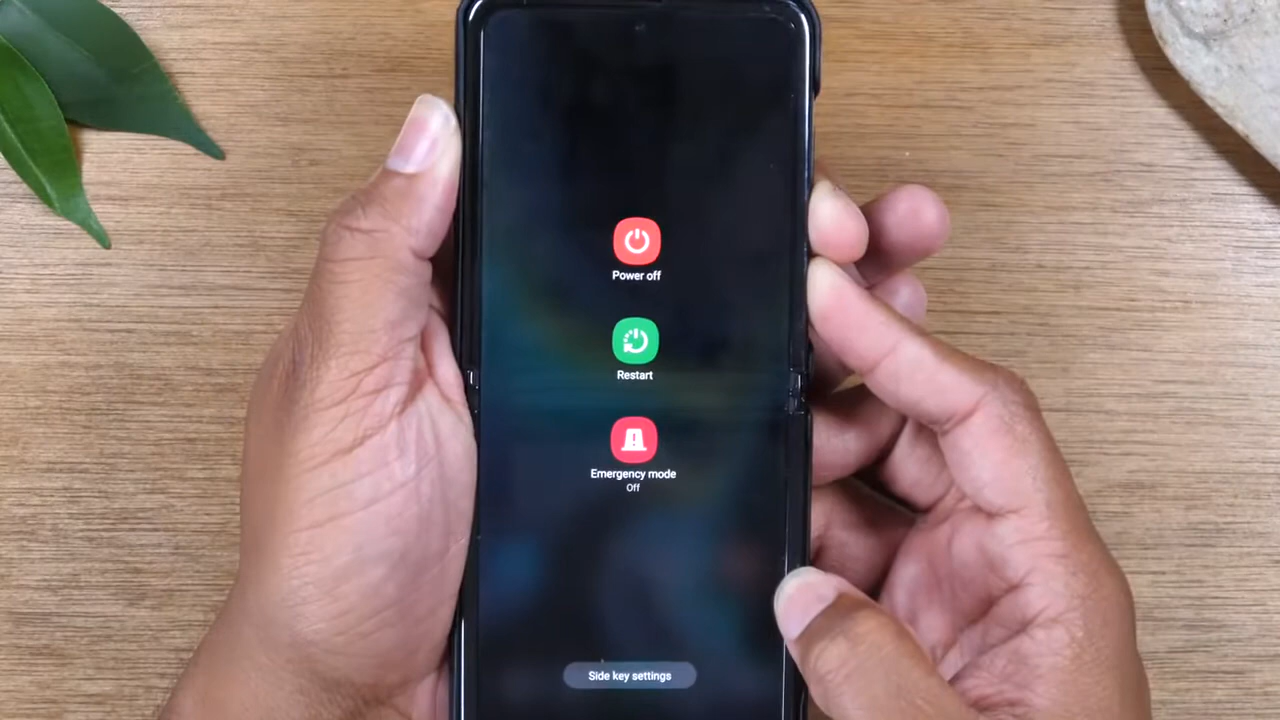 Power off
Restart
Emergency mode
Off
Side key settings